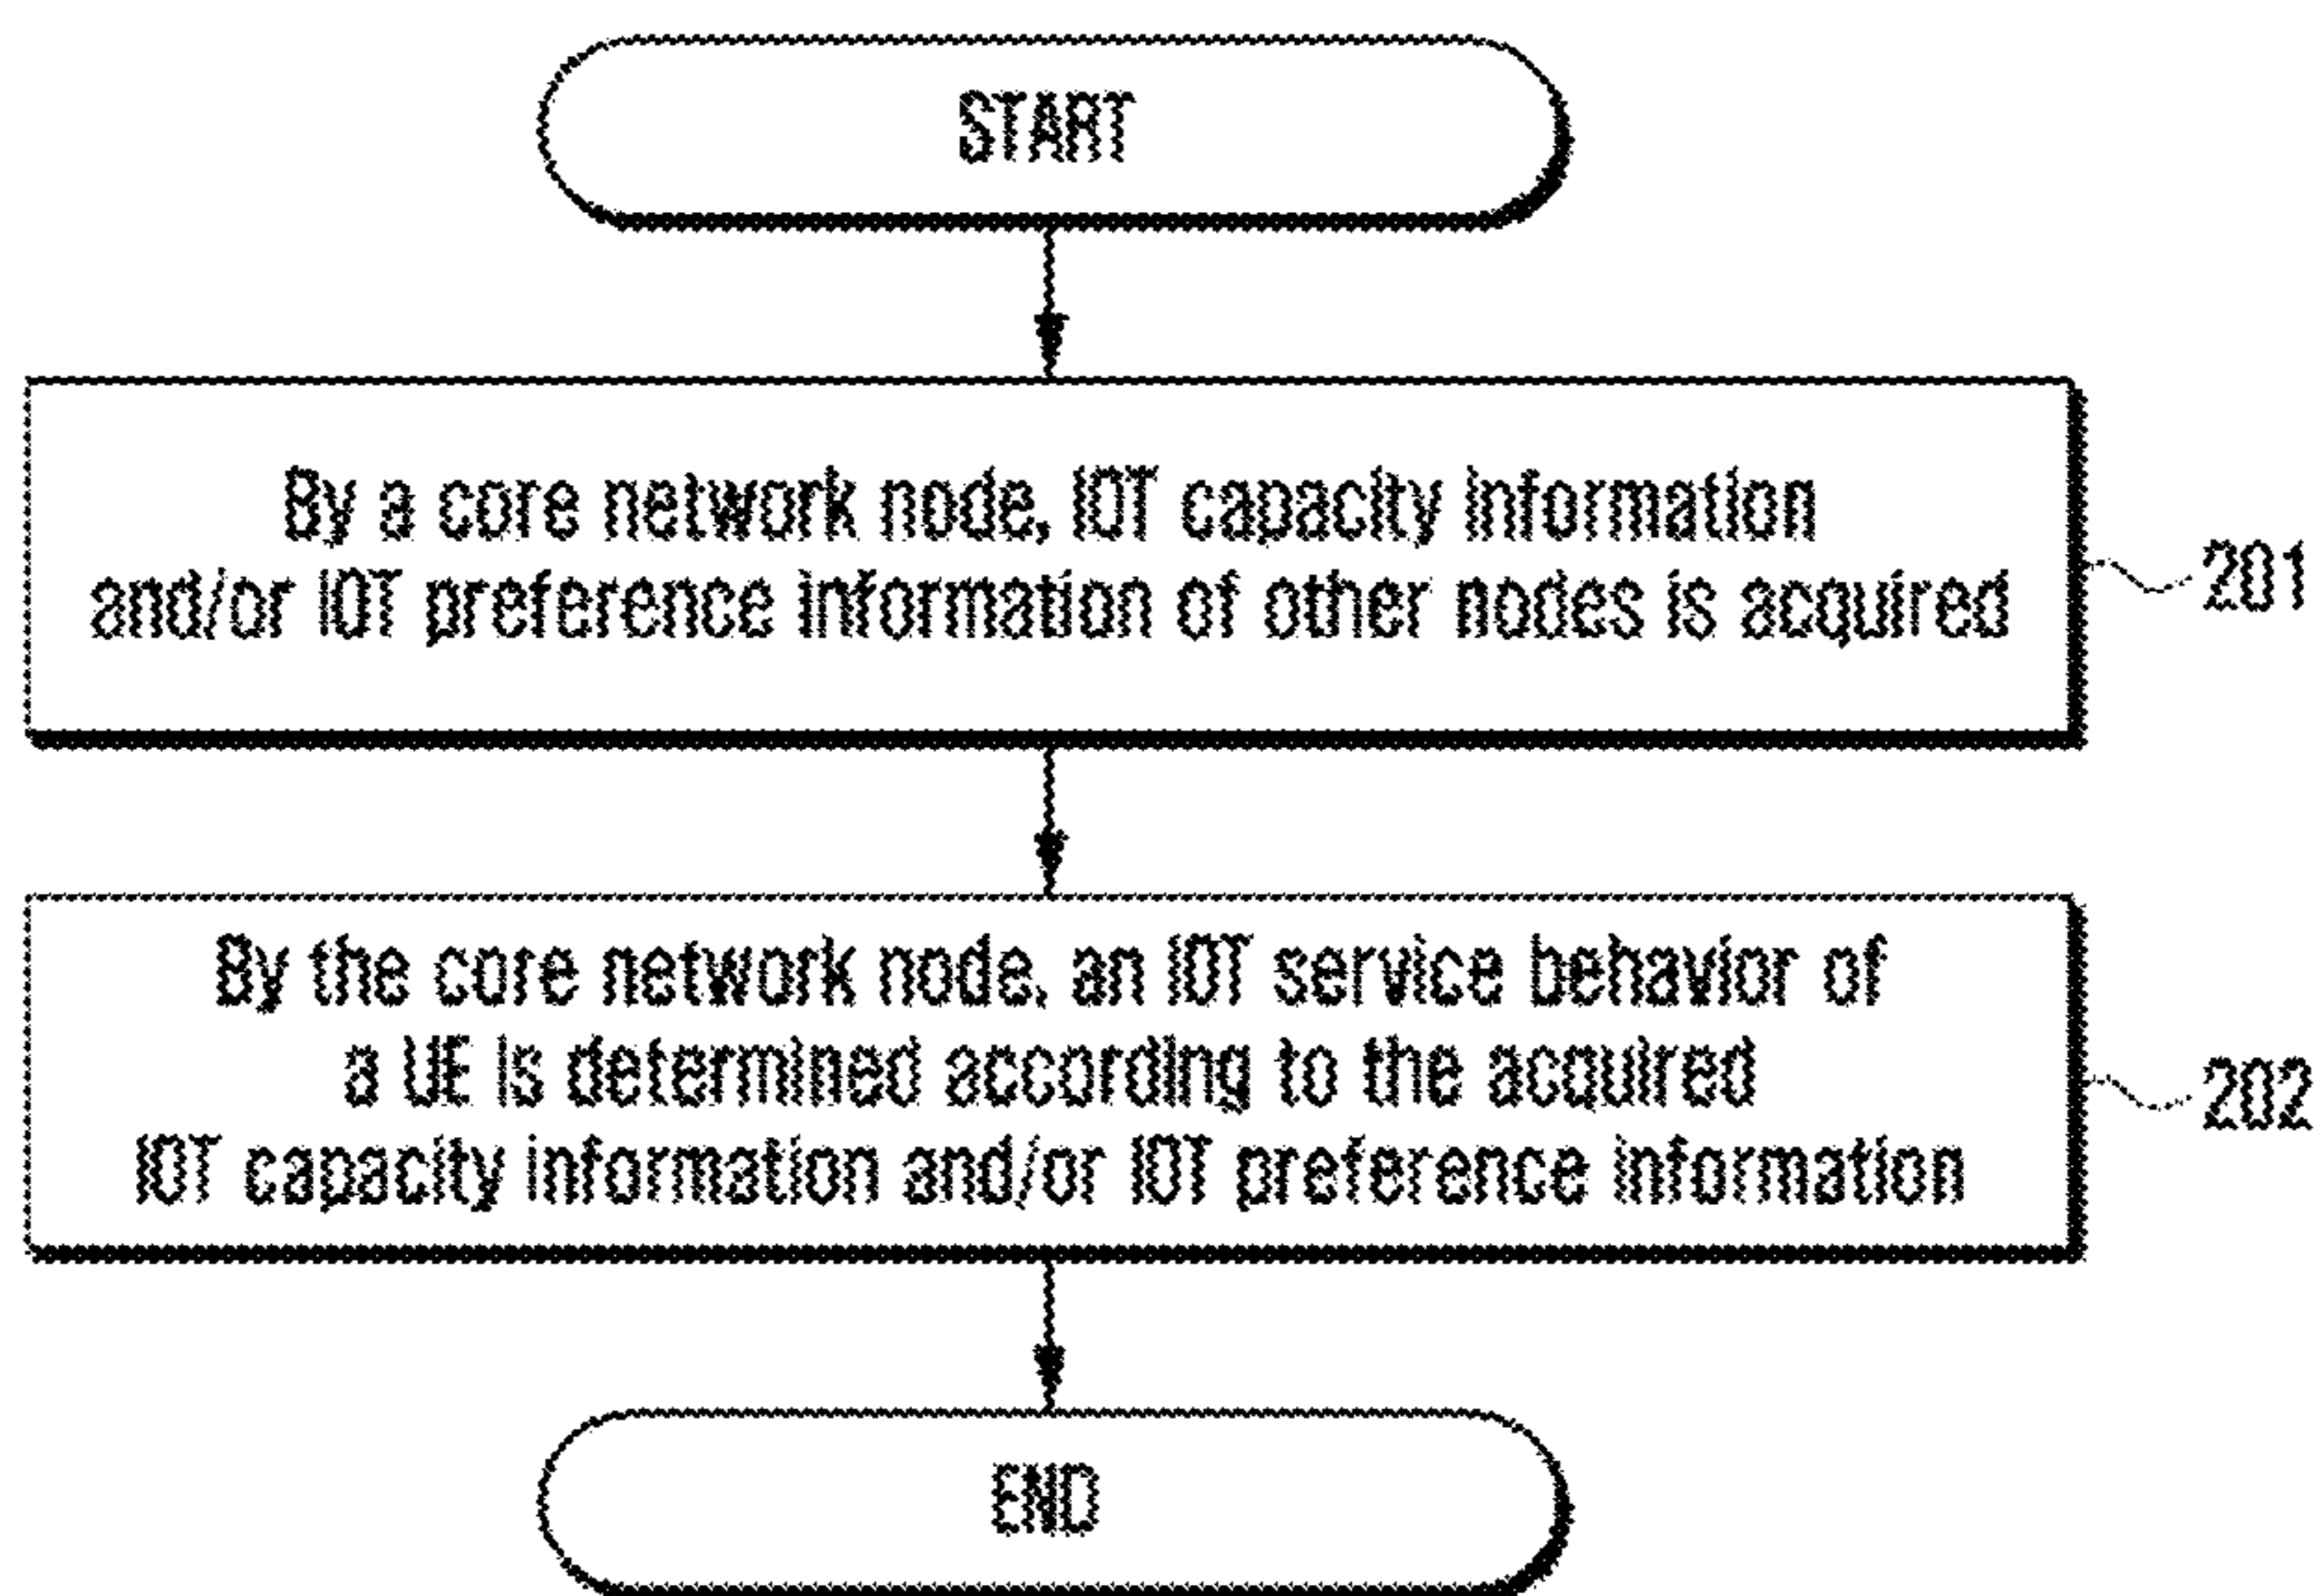 START
By a core network node, IOT capacity information
and/or IOT preference information of other nodes is acquired
201
By the core network node, an IOT service behavior of
a UE is determined according to the acquired
IOT capacity information and/or IOT preference information
202
END